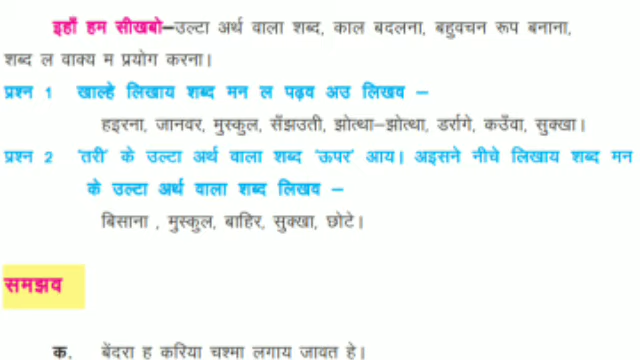 इहाँ हम सीखबो–उल्टा अर्थ वाला शब्द, काल बदलना, बहुवचन रूप बनाना,
शब्द ल वाक्य म प्रयोग करना।
प्रश्न 1 खाल्हे लिखाय शब्द मन ल पढ़व अउ लिखव –
हइरना, जानवर, मुस्कुल, सँझउती, झोत्था–झोत्था, डर्रागे, कउँवा, सुक्खा।
प्रश्न 2 'तरी' के उल्टा अर्थ वाला शब्द 'ऊपर' आय। अइसने नीचे लिखाय शब्द मन
के उल्टा अर्थ वाला शब्द लिखव –
बिसाना , मुस्कुल, बाहिर, सुक्खा, छोटे।
समझव
क. बेंदरा ह करिया चश्मा लगाय जावत हे।